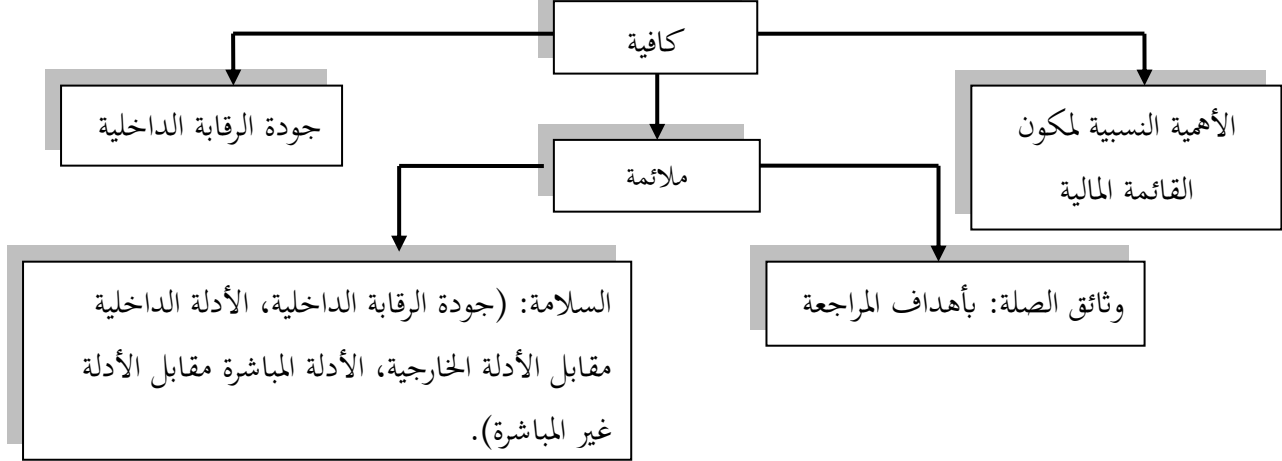 كافية
الأهمية النسبية لمكون
القائمة المالية
جودة الرقابة الداخلية
ملائمة
وثائق الصلة: بأهداف المراجعة
السلامة: (جودة الرقابة الداخلية، الأدلة الداخلية
مقابل الأدلة الخارجية، الأدلة المباشرة مقابل الأدلة
غير المباشرة).